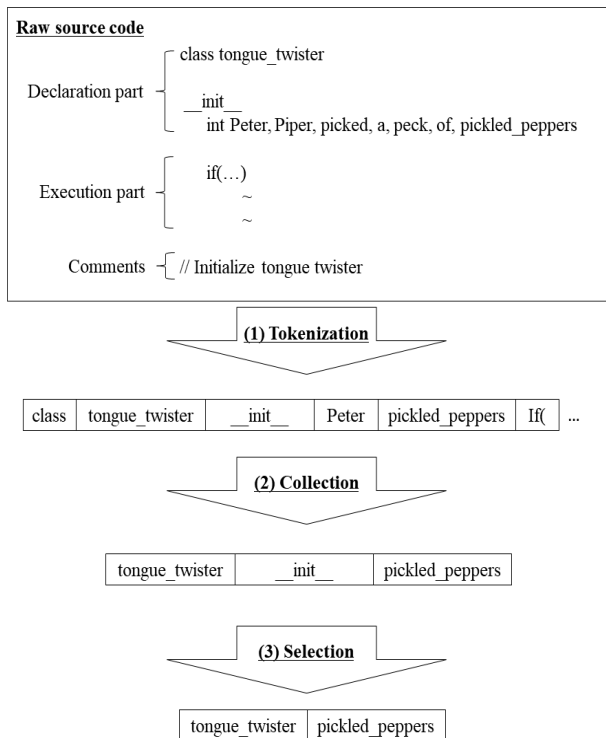 Raw source code
class tongue_twister
Declaration part
__init__
int Peter, Piper, picked, a, peck, of, pickled_peppers
if(…)
Execution part
~
~
Comments
// Initialize tongue twister
(1) Tokenization
class tongue_twister __init__ Peter pickled_peppers If( ...
(2) Collection
tongue_twister __init__ pickled_peppers
(3) Selection
tongue_twister pickled_peppers